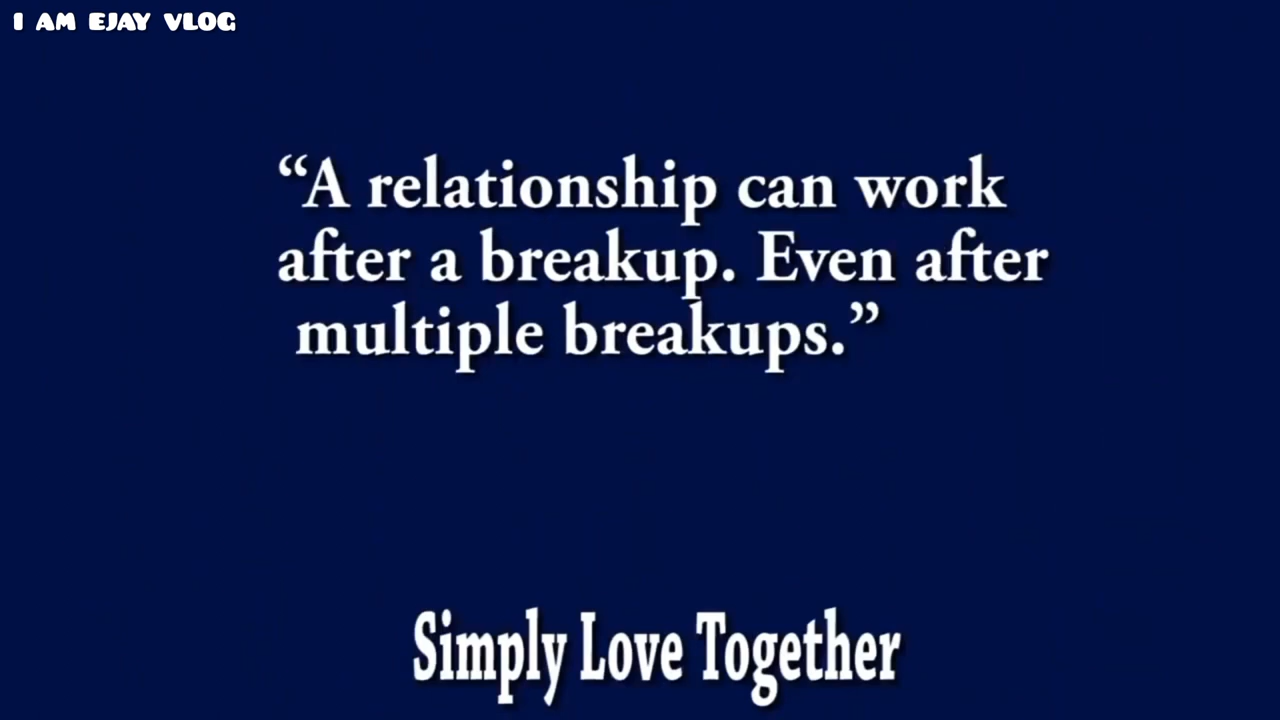 I AM EJAY VLOG
“A relationship can work
after a breakup. Even after
multiple breakups.”
Simply Love Together